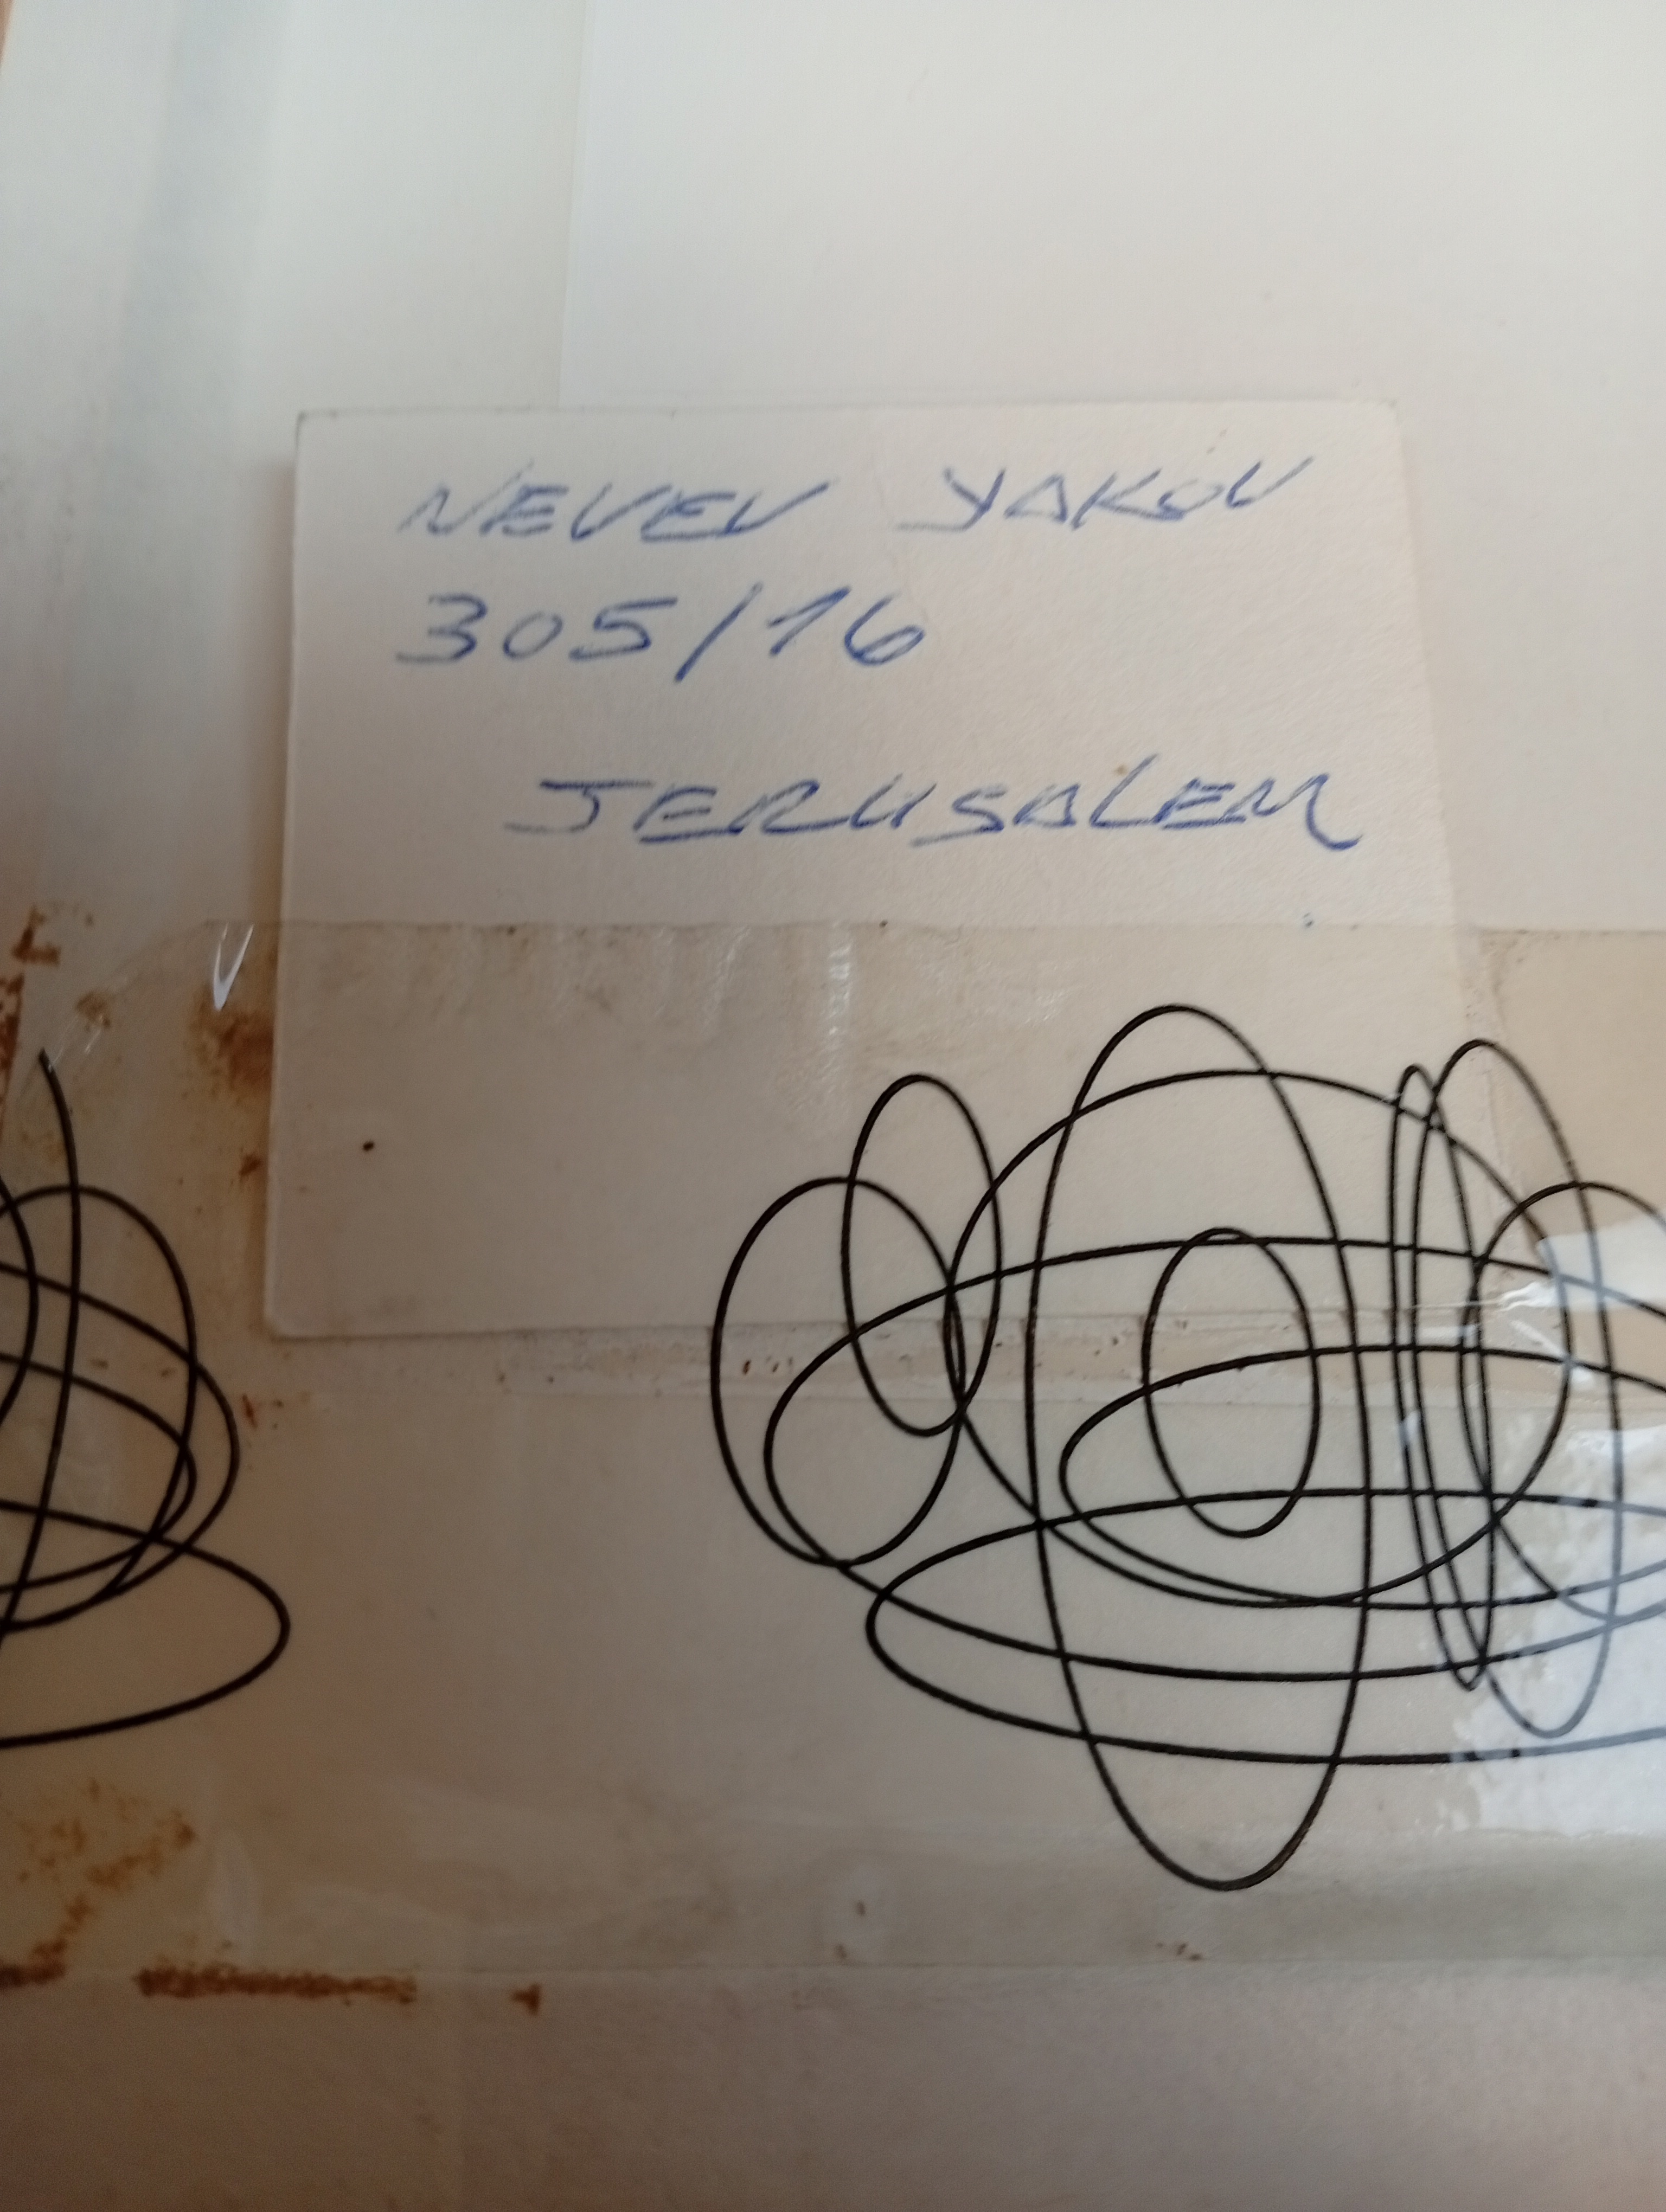 NEVEV YAKOV
305/16
JERUSALEM